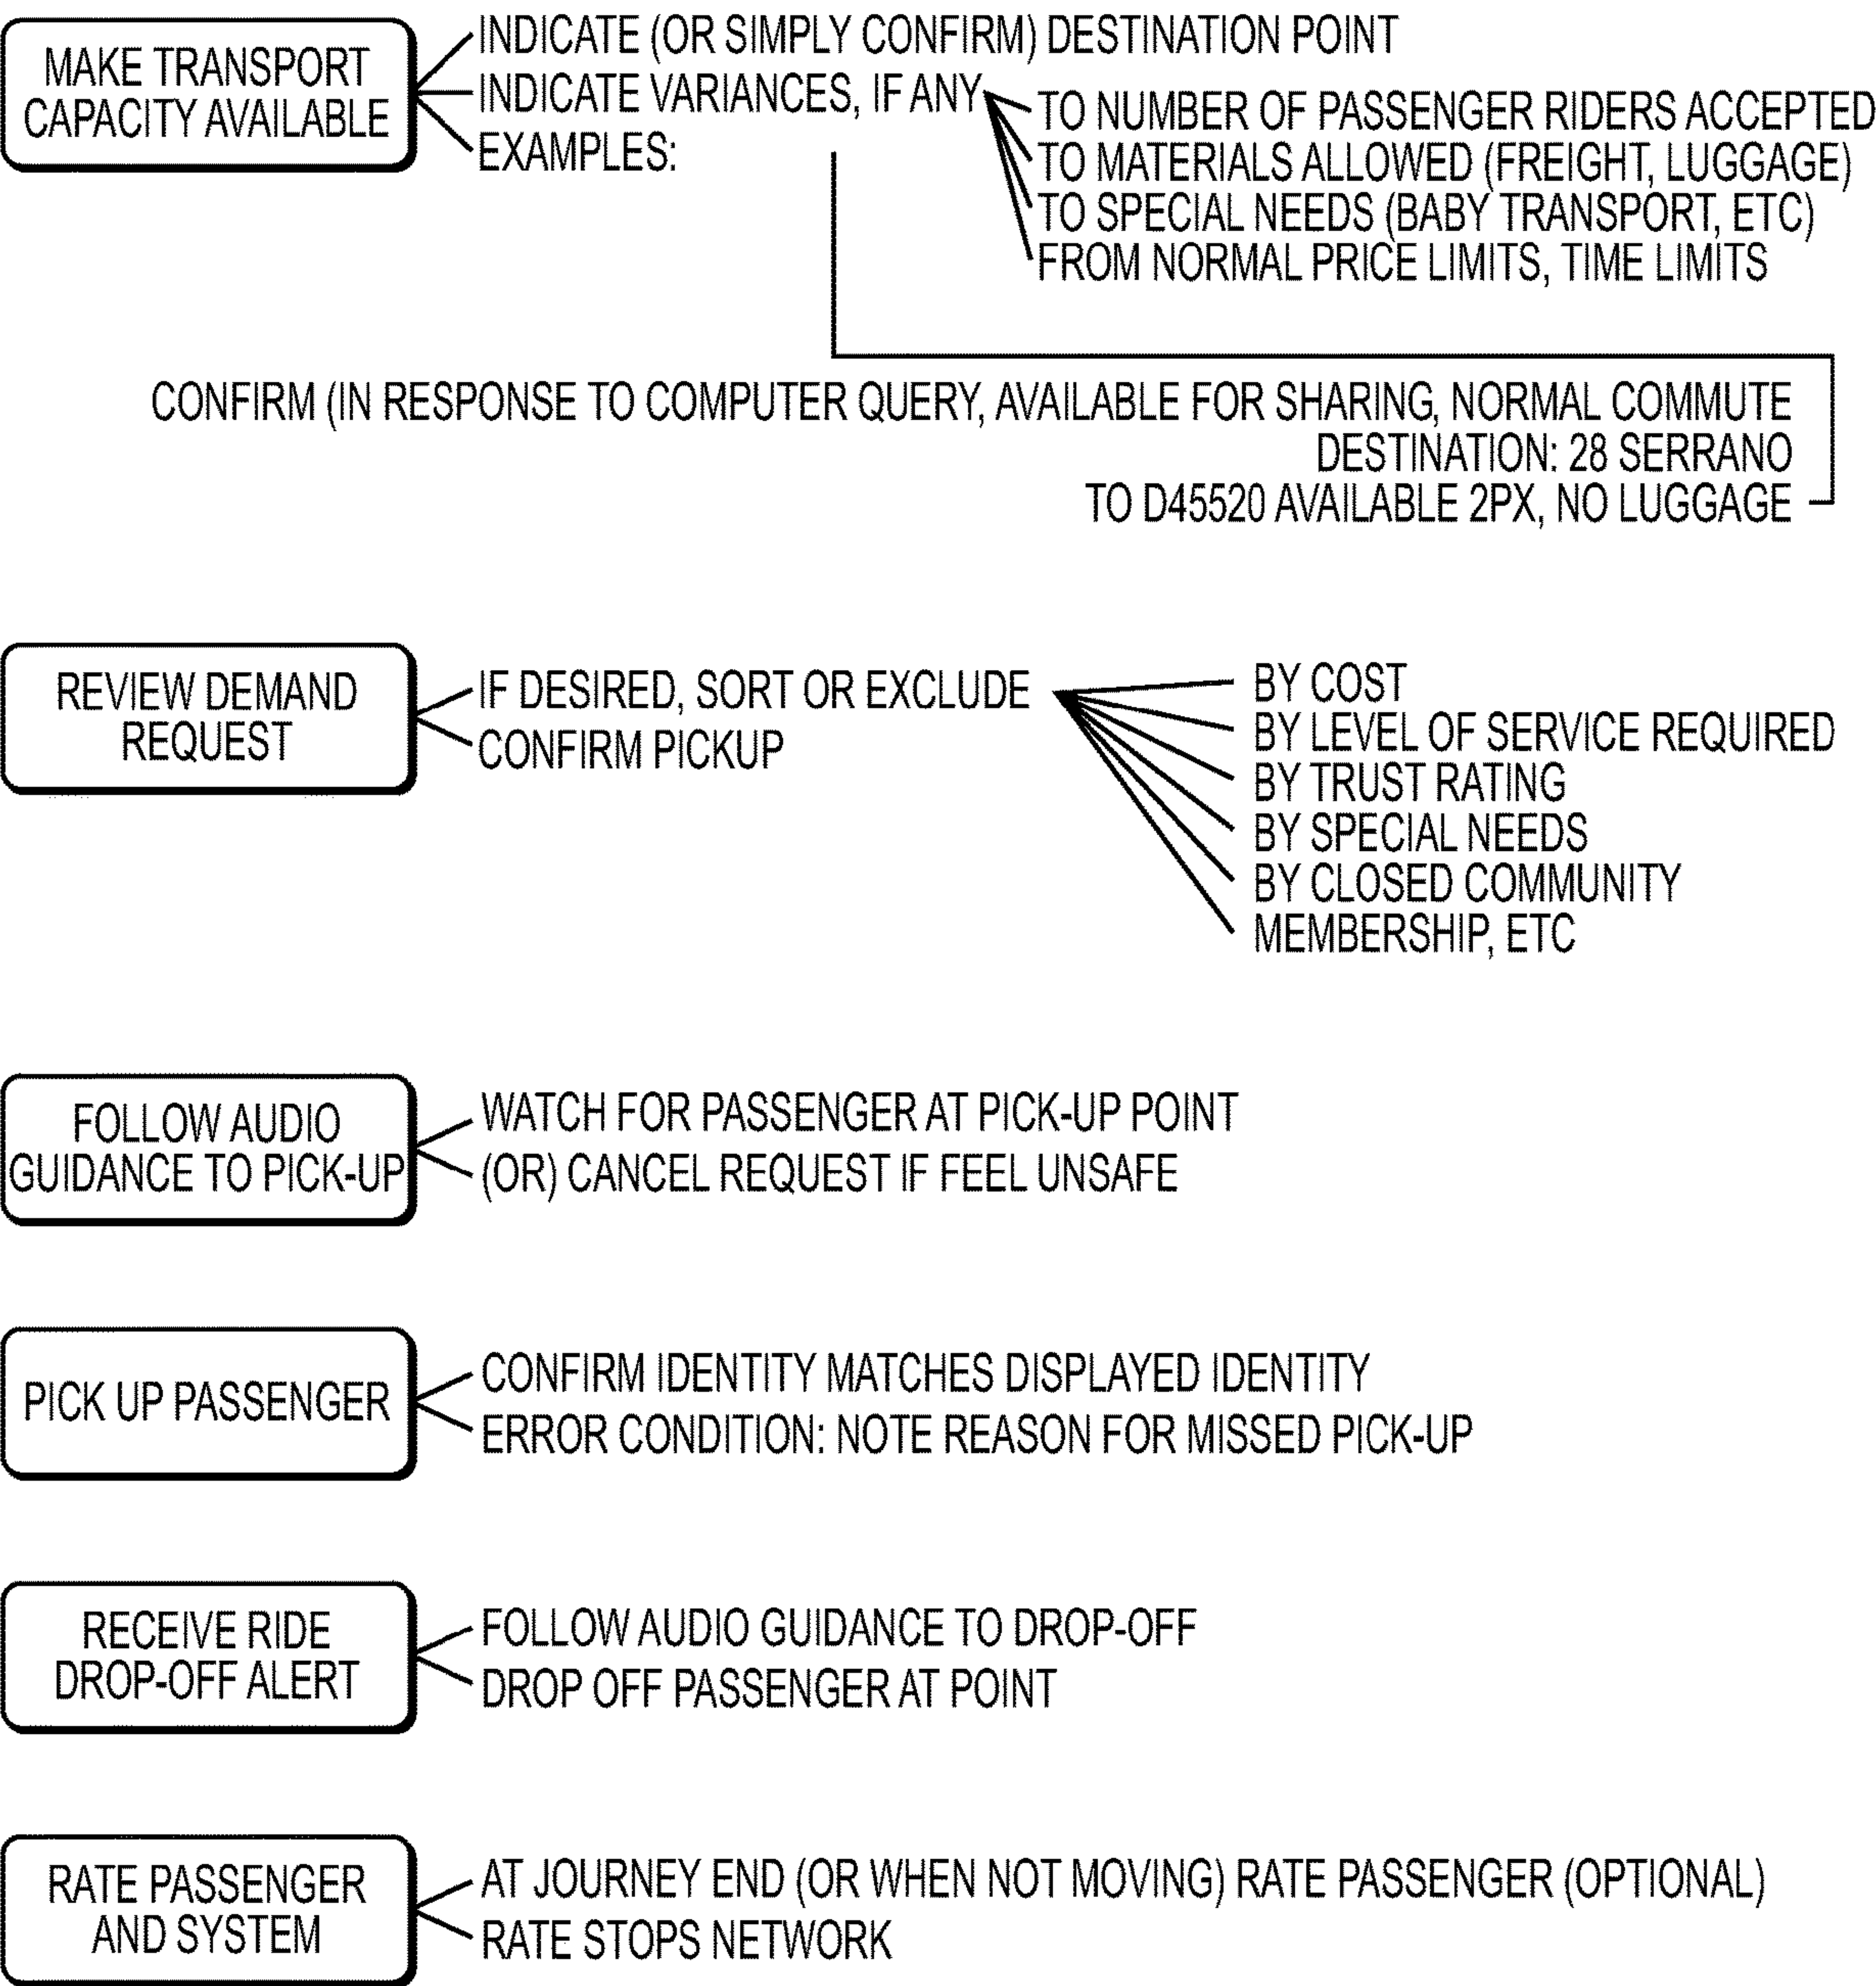 MAKE TRANSPORT
CAPACITY AVAILABLE
INDICATE (OR SIMPLY CONFIRM) DESTINATION POINT
INDICATE VARIANCES, IF ANY
EXAMPLES:
TO NUMBER OF PASSENGER RIDERS ACCEPTED
TO MATERIALS ALLOWED (FREIGHT, LUGGAGE)
TO SPECIAL NEEDS (BABY TRANSPORT, ETC)
FROM NORMAL PRICE LIMITS, TIME LIMITS
CONFIRM (IN RESPONSE TO COMPUTER QUERY, AVAILABLE FOR SHARING, NORMAL COMMUTE
DESTINATION: 28 SERRANO
TO D45520 AVAILABLE 2PX, NO LUGGAGE
REVIEW DEMAND
REQUEST
IF DESIRED, SORT OR EXCLUDE
CONFIRM PICKUP
BY COST
BY LEVEL OF SERVICE REQUIRED
BY TRUST RATING
BY SPECIAL NEEDS
BY CLOSED COMMUNITY
MEMBERSHIP, ETC
FOLLOW AUDIO
GUIDANCE TO PICK-UP
WATCH FOR PASSENGER AT PICK-UP POINT
(OR) CANCEL REQUEST IF FEEL UNSAFE
PICK UP PASSENGER
CONFIRM IDENTITY MATCHES DISPLAYED IDENTITY
ERROR CONDITION: NOTE REASON FOR MISSED PICK-UP
RECEIVE RIDE
DROP-OFF ALERT
FOLLOW AUDIO GUIDANCE TO DROP-OFF
DROP OFF PASSENGER AT POINT
RATE PASSENGER
AND SYSTEM
AT JOURNEY END (OR WHEN NOT MOVING) RATE PASSENGER (OPTIONAL)
RATE STOPS NETWORK